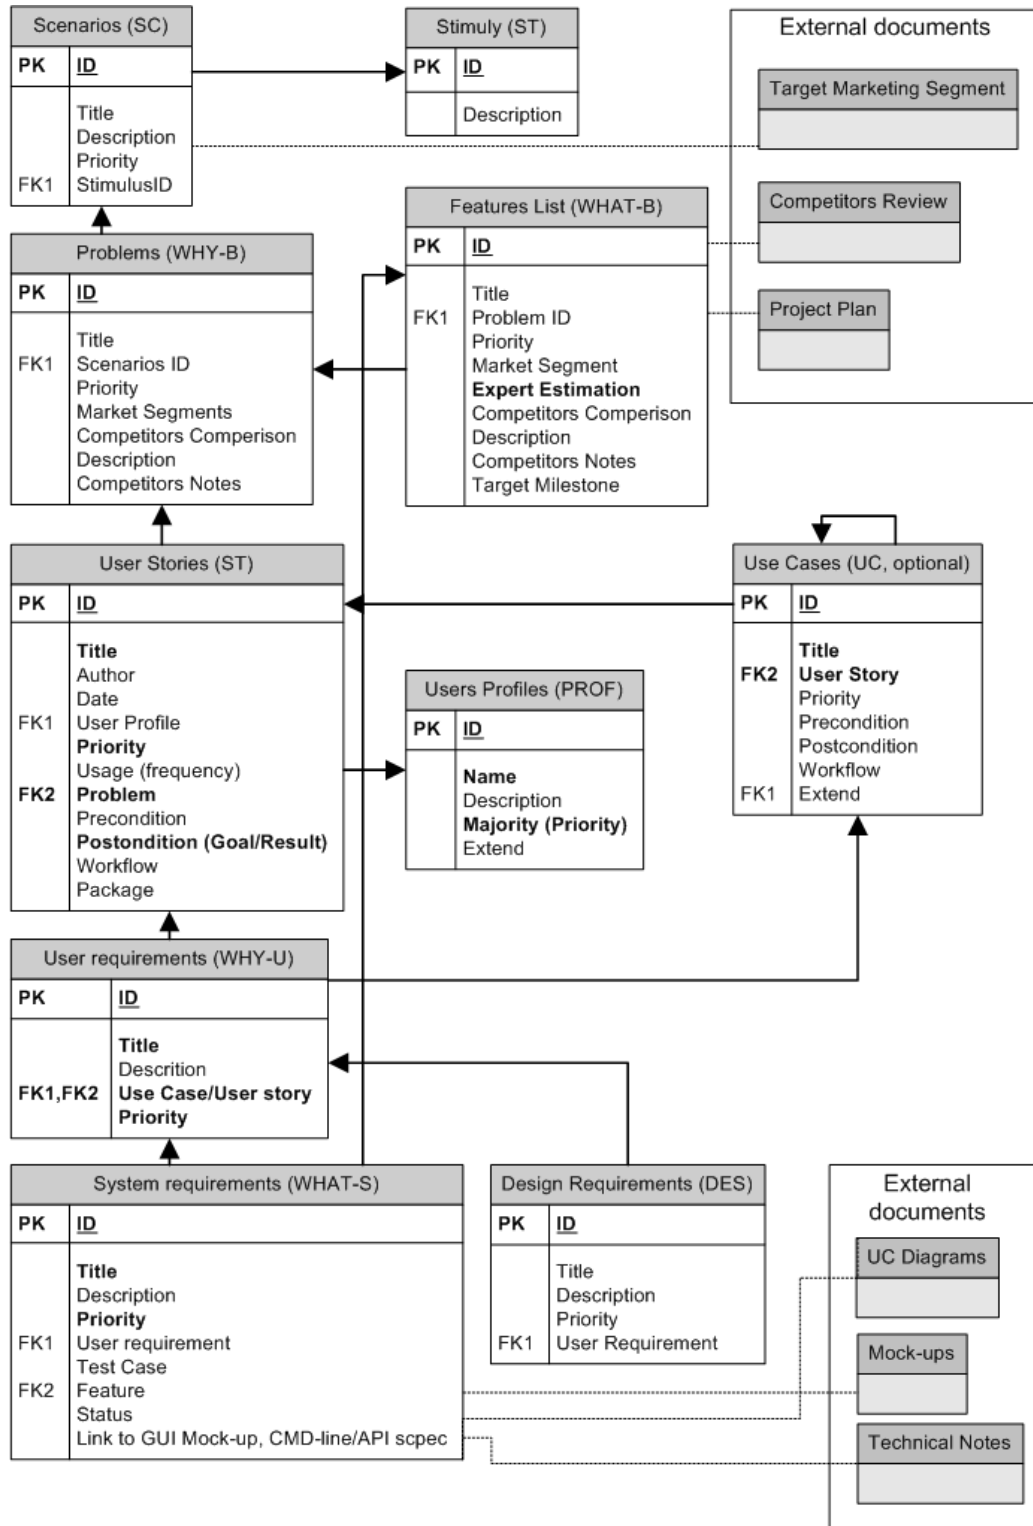 Scenarios (SC)
PK ID
Title
Description
Priority
FK1 StimulusID
Stimuly (ST)
PK ID
Description
External documents
Target Marketing Segment
Competitors Review
Project Plan
Problems (WHY-B)
PK ID
Title
FK1 Scenarios ID
Priority
Market Segments
Competitors Comperison
Description
Competitors Notes
Features List (WHAT-B)
PK ID
Title
FK1 Problem ID
Priority
Market Segment
Expert Estimation
Competitors Comperison
Description
Competitors Notes
Target Milestone
User Stories (ST)
PK ID
Title
Author
Date
FK1 User Profile
Priority
Usage (frequency)
FK2 Problem
Precondition
Postondition (Goal/Result)
Workflow
Package
Users Profiles (PROF)
PK ID
Name
Description
Majority (Priority)
Extend
Use Cases (UC, optional)
PK ID
Title
FK2 User Story
Priority
Precondition
Postcondition
Workflow
FK1 Extend
User requirements (WHY-U)
PK ID
Title
Descrition
FK1,FK2 Use Case/User story
Priority
System requirements (WHAT-S)
PK ID
Title
Description
Priority
FK1 User requirement
Test Case
FK2 Feature
Status
Link to GUI Mock-up, CMD-line/API scpec
Design Requirements (DES)
PK ID
Title
Description
Priority
FK1 User Requirement
External
documents
UC Diagrams
Mock-ups
Technical Notes